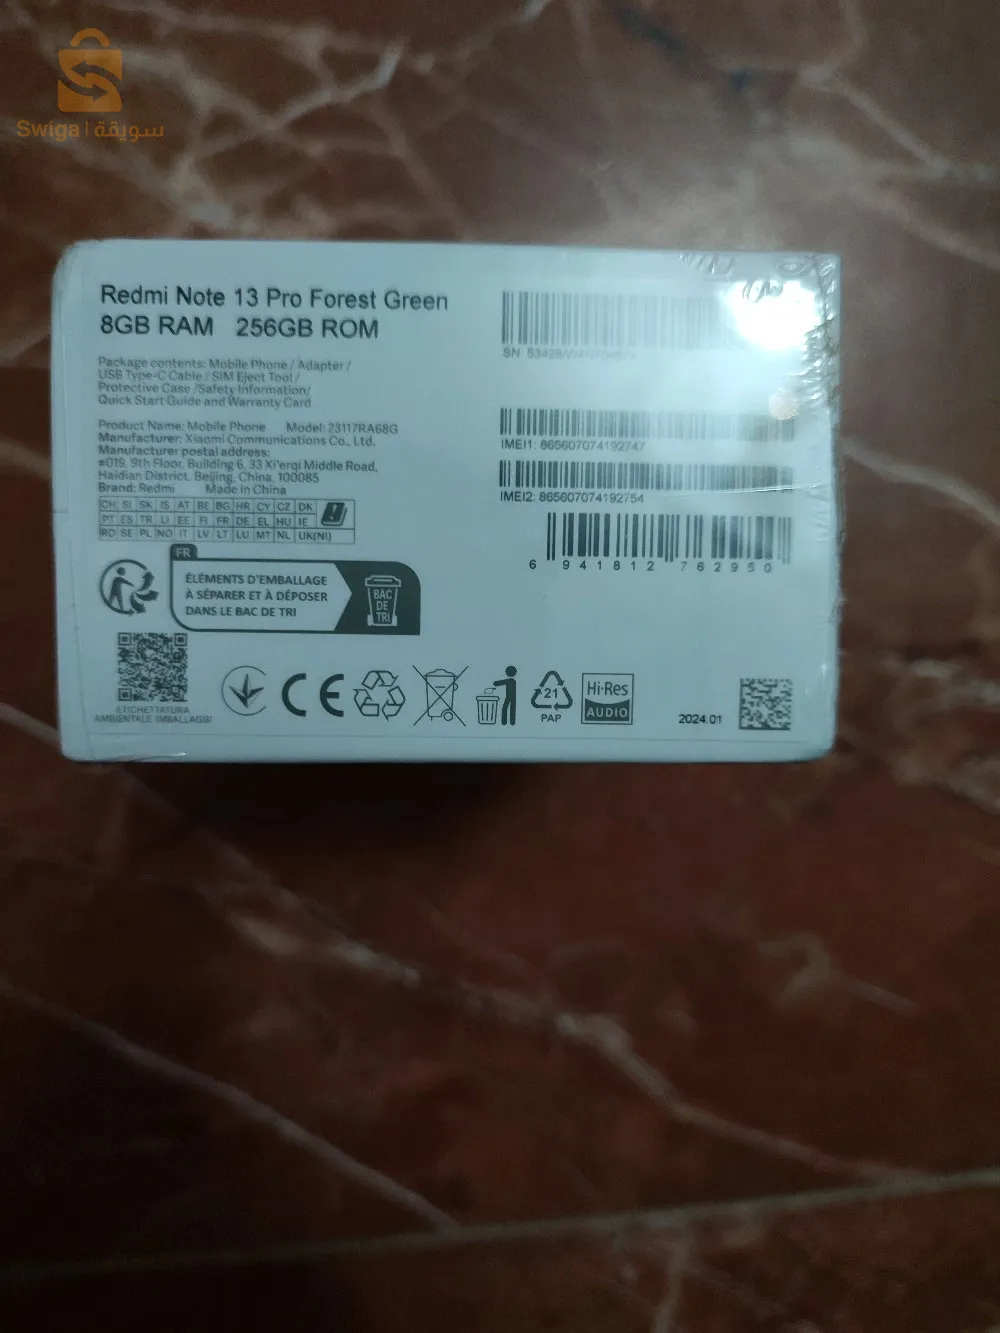 Swiga | سويقة
Redmi Note 13 Pro Forest Green
8GB RAM 256GB ROM
Package contents: Mobile Phone / Adapter /
USB Type-C Cable / SIM Eject Tool /
Protective Case /Safety Information/
Quick Start Guide and Warranty Card
Product Name: Mobile Phone Model: 23117RA68G
Manufacturer: Xiaomi Communications Co., Ltd.
Manufacturer postal address:
#019, 9th Floor, Building 6, 33 Xi'erqi Middle Road,
Haidian District, Beijing, China, 100085
Brand: Redmi Made in China
CH SI SK IS AT BE BG HR CY CZ DK
PT ES TR LI EE FI FR DE EL HU IE
RO SE PL NO IT LV LT LU MT NL UK(NI)
SN
IMEI1: 865607074192747
IMEI2: 865607074192754
6 941812 762950
FR
ÉLÉMENTS D'EMBALLAGE
À SÉPARER ET À DÉPOSER
DANS LE BAC DE TRI
BAC
DE
TRI
ETICHETTATURA
AMBIENTALE IMBALLAGGI
CE
21
PAP
Hi-Res
AUDIO
2024.01